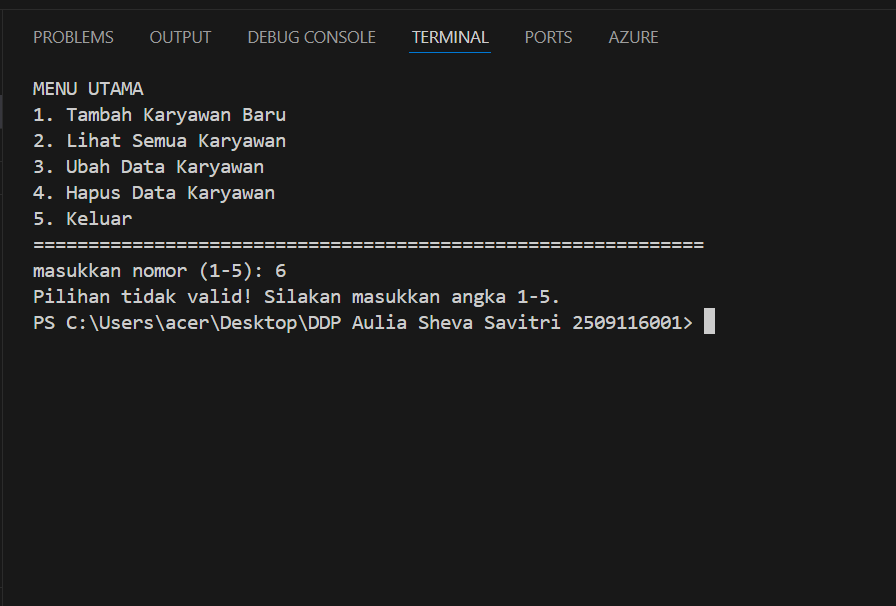 PROBLEMS OUTPUT DEBUG CONSOLE TERMINAL PORTS AZURE
MENU UTAMA
1. Tambah Karyawan Baru
2. Lihat Semua Karyawan
3. Ubah Data Karyawan
4. Hapus Data Karyawan
5. Keluar
=============================================================
masukkan nomor (1-5): 6
Pilihan tidak valid! Silakan masukkan angka 1-5.
PS C:\Users\acer\Desktop\DDP Aulia Sheva Savitri 2509116001>